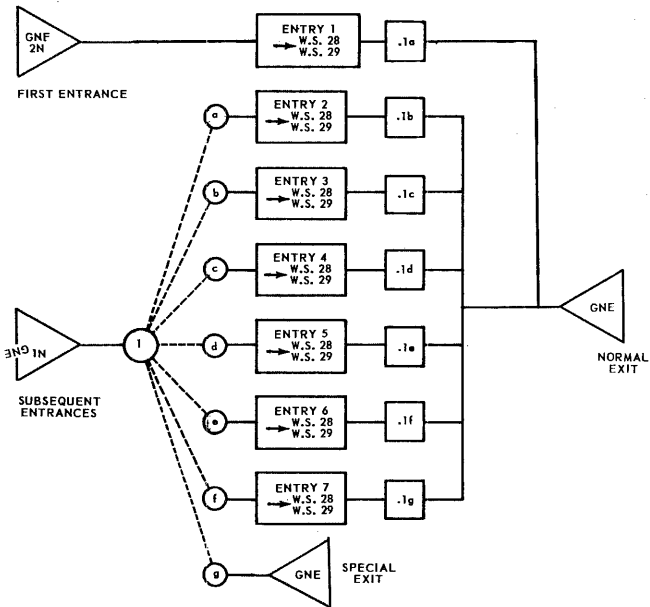 GNF
2N
FIRST ENTRANCE
ENTRY 1
W.S. 28
W.S. 29
.1a
a
ENTRY 2
W.S. 28
W.S. 29
.1b
b
ENTRY 3
W.S. 28
W.S. 29
.1c
c
ENTRY 4
W.S. 28
W.S. 29
.1d
GNE
1N
SUBSEQUENT
ENTRANCES
1
d
ENTRY 5
W.S. 28
W.S. 29
.1e
GNE
NORMAL
EXIT
e
ENTRY 6
W.S. 28
W.S. 29
.1f
f
ENTRY 7
W.S. 28
W.S. 29
.1g
g
GNE
SPECIAL
EXIT